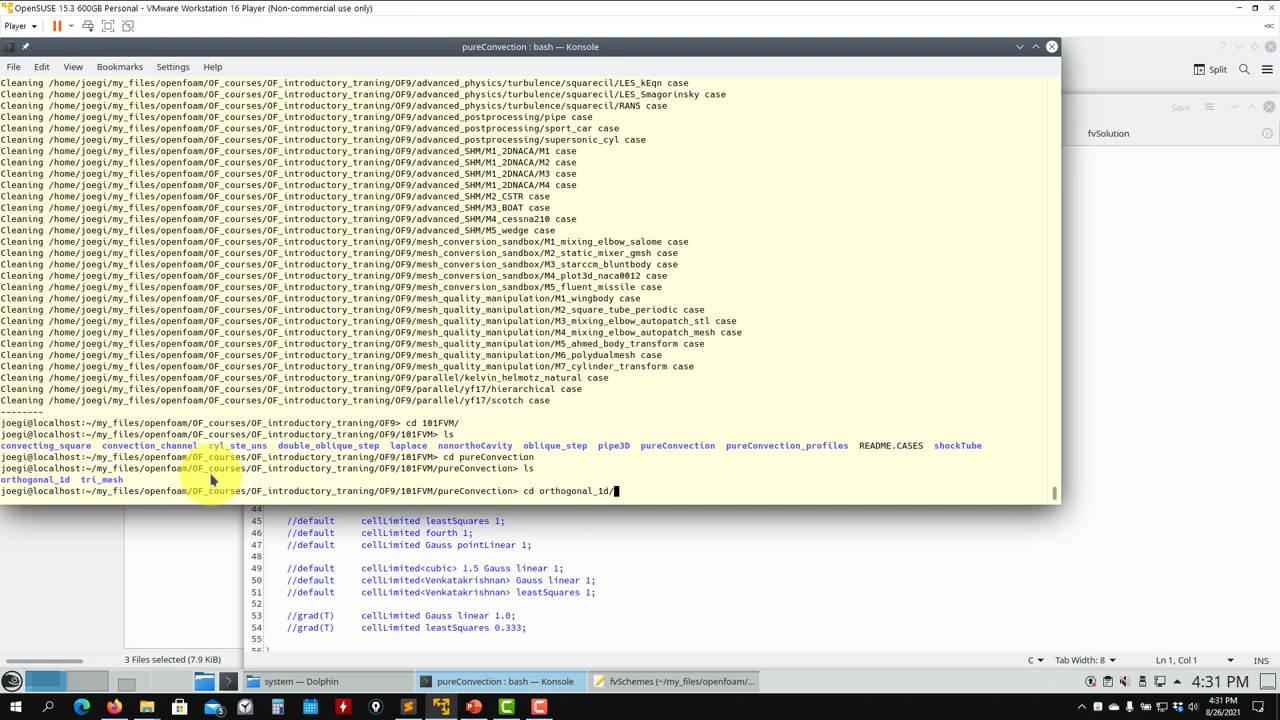 OpenSUSE 15.3 600GB Personal - VMware Workstation 16 Player (Non-commercial use only)
Player
pureConvection : bash — Konsole
File Edit View Bookmarks Settings Help
Split
Save
fvSolution
Cleaning /home/joegi/my_files/openfoam/OF_courses/OF_introductory_traning/OF9/advanced_physics/turbulence/squarecil/LES_kEqn case
Cleaning /home/joegi/my_files/openfoam/OF_courses/OF_introductory_traning/OF9/advanced_physics/turbulence/squarecil/LES_Smagorinsky case
Cleaning /home/joegi/my_files/openfoam/OF_courses/OF_introductory_traning/OF9/advanced_physics/turbulence/squarecil/RANS case
Cleaning /home/joegi/my_files/openfoam/OF_courses/OF_introductory_traning/OF9/advanced_postprocessing/pipe case
Cleaning /home/joegi/my_files/openfoam/OF_courses/OF_introductory_traning/OF9/advanced_postprocessing/sport_car case
Cleaning /home/joegi/my_files/openfoam/OF_courses/OF_introductory_traning/OF9/advanced_postprocessing/supersonic_cyl case
Cleaning /home/joegi/my_files/openfoam/OF_courses/OF_introductory_traning/OF9/advanced_SHM/M1_2DNACA/M1 case
Cleaning /home/joegi/my_files/openfoam/OF_courses/OF_introductory_traning/OF9/advanced_SHM/M1_2DNACA/M2 case
Cleaning /home/joegi/my_files/openfoam/OF_courses/OF_introductory_traning/OF9/advanced_SHM/M1_2DNACA/M3 case
Cleaning /home/joegi/my_files/openfoam/OF_courses/OF_introductory_traning/OF9/advanced_SHM/M1_2DNACA/M4 case
Cleaning /home/joegi/my_files/openfoam/OF_courses/OF_introductory_traning/OF9/advanced_SHM/M2_CSTR case
Cleaning /home/joegi/my_files/openfoam/OF_courses/OF_introductory_traning/OF9/advanced_SHM/M3_BOAT case
Cleaning /home/joegi/my_files/openfoam/OF_courses/OF_introductory_traning/OF9/advanced_SHM/M4_cessna210 case
Cleaning /home/joegi/my_files/openfoam/OF_courses/OF_introductory_traning/OF9/advanced_SHM/M5_wedge case
Cleaning /home/joegi/my_files/openfoam/OF_courses/OF_introductory_traning/OF9/mesh_conversion_sandbox/M1_mixing_elbow_salome case
Cleaning /home/joegi/my_files/openfoam/OF_courses/OF_introductory_traning/OF9/mesh_conversion_sandbox/M2_static_mixer_gmsh case
Cleaning /home/joegi/my_files/openfoam/OF_courses/OF_introductory_traning/OF9/mesh_conversion_sandbox/M3_starccm_bluntbody case
Cleaning /home/joegi/my_files/openfoam/OF_courses/OF_introductory_traning/OF9/mesh_conversion_sandbox/M4_plot3d_naca0012 case
Cleaning /home/joegi/my_files/openfoam/OF_courses/OF_introductory_traning/OF9/mesh_conversion_sandbox/M5_fluent_missile case
Cleaning /home/joegi/my_files/openfoam/OF_courses/OF_introductory_traning/OF9/mesh_quality_manipulation/M1_wingbody case
Cleaning /home/joegi/my_files/openfoam/OF_courses/OF_introductory_traning/OF9/mesh_quality_manipulation/M2_square_tube_periodic case
Cleaning /home/joegi/my_files/openfoam/OF_courses/OF_introductory_traning/OF9/mesh_quality_manipulation/M3_mixing_elbow_autopatch_stl case
Cleaning /home/joegi/my_files/openfoam/OF_courses/OF_introductory_traning/OF9/mesh_quality_manipulation/M4_mixing_elbow_autopatch_mesh case
Cleaning /home/joegi/my_files/openfoam/OF_courses/OF_introductory_traning/OF9/mesh_quality_manipulation/M5_ahmed_body_transform case
Cleaning /home/joegi/my_files/openfoam/OF_courses/OF_introductory_traning/OF9/mesh_quality_manipulation/M6_polydualmesh case
Cleaning /home/joegi/my_files/openfoam/OF_courses/OF_introductory_traning/OF9/mesh_quality_manipulation/M7_cylinder_transform case
Cleaning /home/joegi/my_files/openfoam/OF_courses/OF_introductory_traning/OF9/parallel/kelvin_helmotz_natural case
Cleaning /home/joegi/my_files/openfoam/OF_courses/OF_introductory_traning/OF9/parallel/yf17/hierarchical case
Cleaning /home/joegi/my_files/openfoam/OF_courses/OF_introductory_traning/OF9/parallel/yf17/scotch case
--------
joegi@localhost:~/my_files/openfoam/OF_courses/OF_introductory_traning/OF9> cd 101FVM/
joegi@localhost:~/my_files/openfoam/OF_courses/OF_introductory_traning/OF9/101FVM> ls
convecting_square convection_channel cyl_ste_uns double_oblique_step laplace nonorthoCavity oblique_step pipe3D pureConvection pureConvection_profiles README.CASES shockTube
joegi@localhost:~/my_files/openfoam/OF_courses/OF_introductory_traning/OF9/101FVM> cd pureConvection
joegi@localhost:~/my_files/openfoam/OF_courses/OF_introductory_traning/OF9/101FVM/pureConvection> ls
orthogonal_1d tri_mesh
joegi@localhost:~/my_files/openfoam/OF_courses/OF_introductory_traning/OF9/101FVM/pureConvection> cd orthogonal_1d/
44
45 //default cellLimited leastSquares 1;
46 //default cellLimited fourth 1;
47 //default cellLimited Gauss pointLinear 1;
48
49 //default cellLimited<cubic> 1.5 Gauss linear 1;
50 //default cellLimited<Venkatakrishnan> Gauss linear 1;
51 //default cellLimited<Venkatakrishnan> leastSquares 1;
52
53 //grad(T) cellLimited Gauss linear 1.0;
54 //grad(T) cellLimited leastSquares 0.333;
55
56 }
3 Files selected (7.9 KiB)
C Tab Width: 8 Ln 1, Col 1 INS
system — Dolphin
pureConvection : bash — Konsole
fvSchemes (~/my_files/openfoam/...
4:31 PM
4:31 PM
8/26/2021